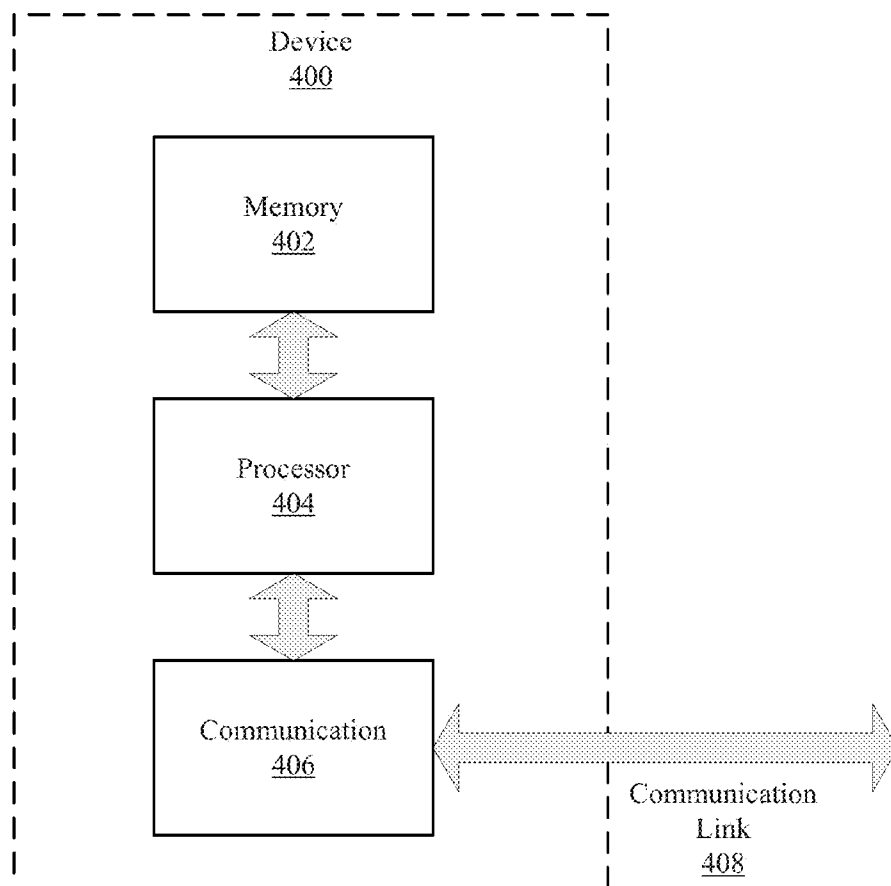 Device
400
Memory
402
Processor
404
Communication
406
Communication
Link
408